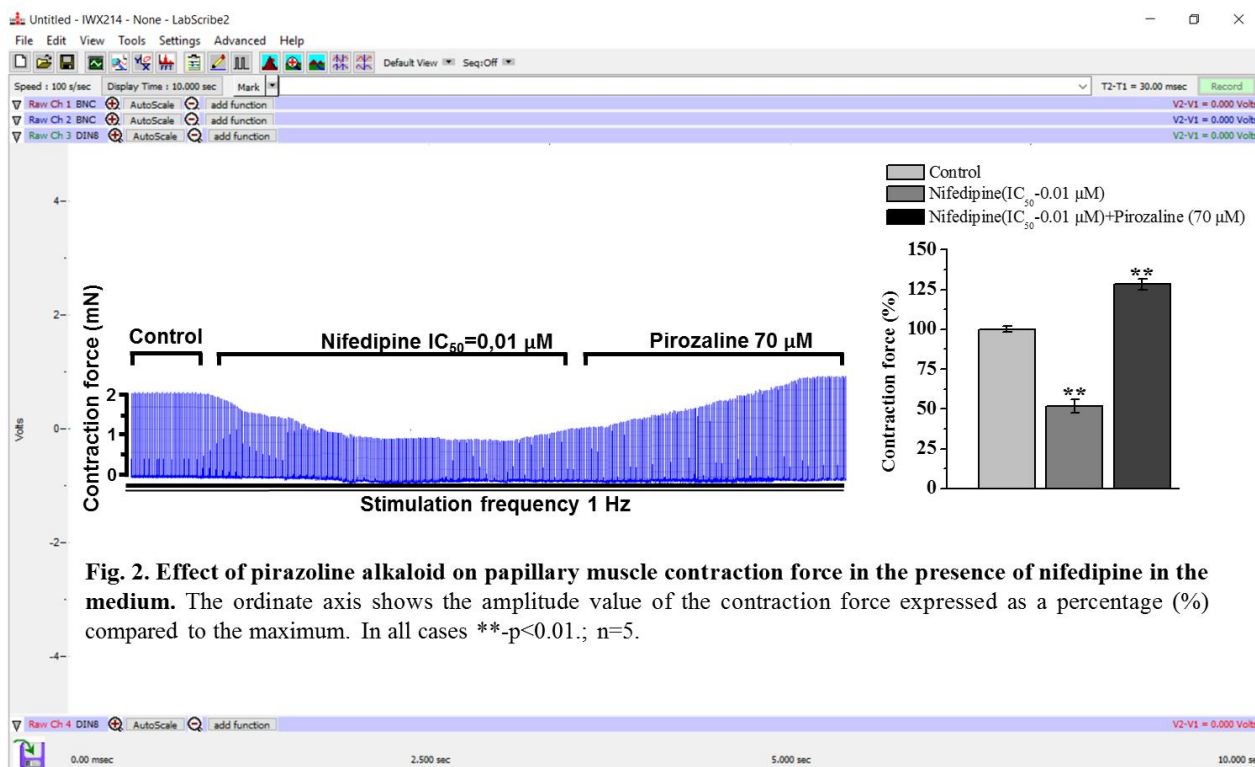 Untitled - IWX214 - None - LabScribe2
File Edit View Tools Settings Advanced Help
Default View Seq:Off
Speed : 100 s/sec Display Time : 10.000 sec Mark T2-T1 = 30.00 msec Record
Raw Ch 1 BNC AutoScale add function V2-V1 = 0.000 Volts
Raw Ch 2 BNC AutoScale add function V2-V1 = 0.000 Volts
Raw Ch 3 DIN8 AutoScale add function V2-V1 = 0.000 Volts
4-
2-
Volts
0-
-2-
-4-
Contraction force (mN)
2
1
0
Control
Nifedipine IC50=0,01 µM
Pirozaline 70 µM
Stimulation frequency 1 Hz
Control
Nifedipine(IC50-0.01 µM)
Nifedipine(IC50-0.01 µM)+Pirozaline (70 µM)
Contraction force (%)
150
125
100
75
50
25
0
**
**
Fig. 2. Effect of pirazoline alkaloid on papillary muscle contraction force in the presence of nifedipine in the
medium. The ordinate axis shows the amplitude value of the contraction force expressed as a percentage (%)
compared to the maximum. In all cases **-p<0.01.; n=5.
Raw Ch 4 DIN8 AutoScale add function V2-V1 = 0.000 Volts
0.00 msec 2.500 sec 5.000 sec 10.000 se